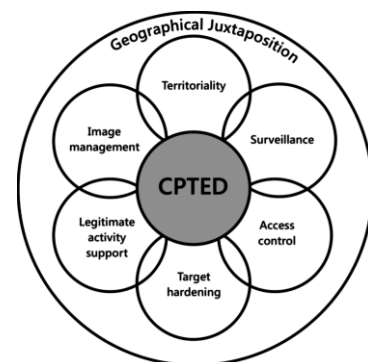 Geographical Juxtaposition
Territoriality
Image
management
Surveillance
CPTED
Legitimate
activity
support
Access
control
Target
hardening